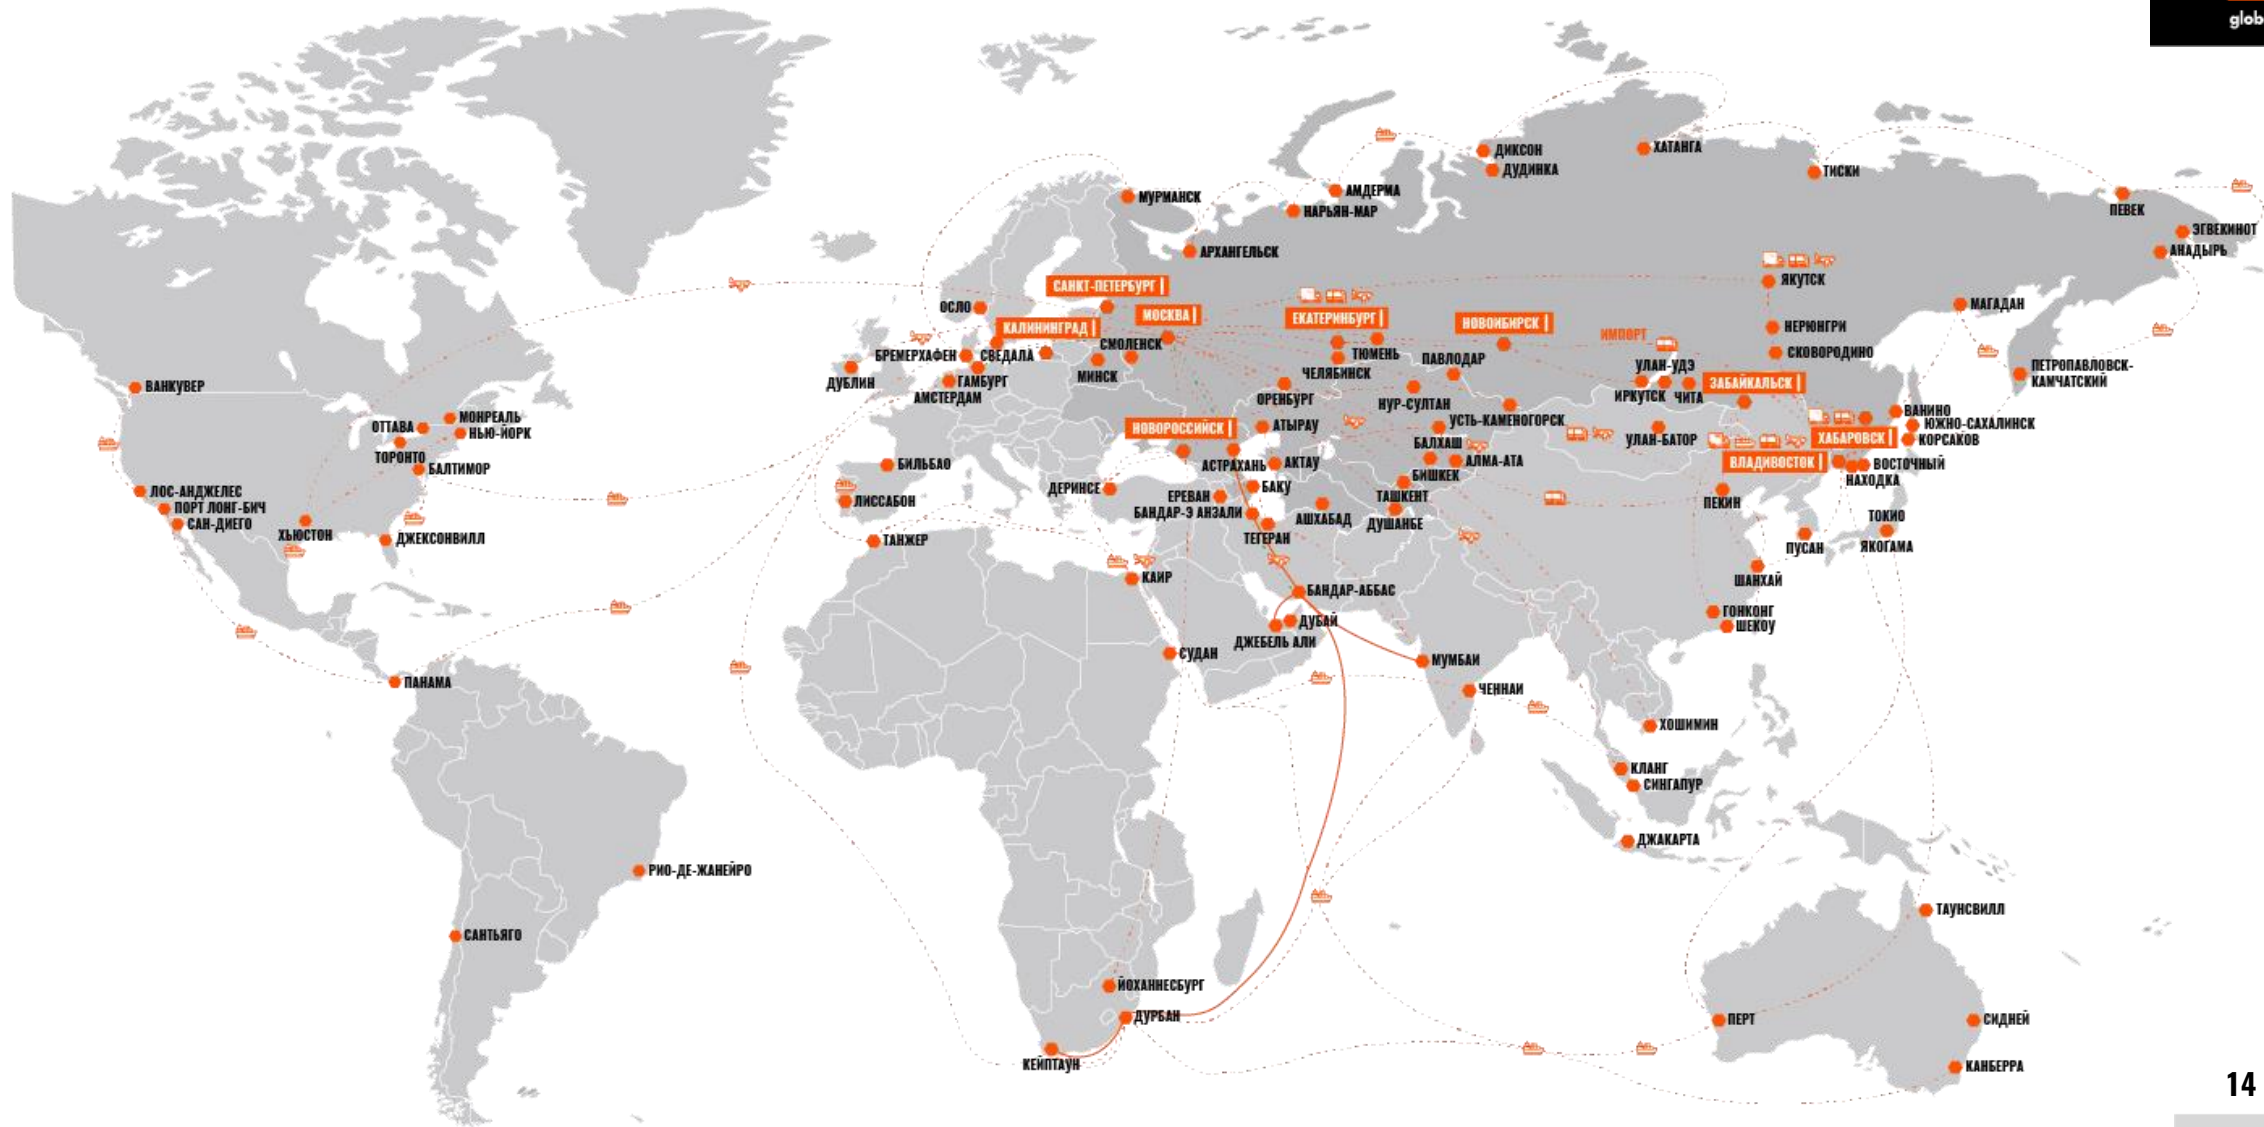 glob
ДИКСОН
ДУДИНКА
ХАТАНГА
ТИСКИ
ПЕВЕК
ЭГВЕКИНОТ
АНАДЫРЬ
МУРМАНСК
АМДЕРМА
НАРЬЯН-МАР
АРХАНГЕЛЬСК
САНКТ-ПЕТЕРБУРГ
МОСКВА
ЕКАТЕРИНБУРГ
НОВОИБИРСК
ИМПОРТ
ЯКУТСК
НЕРЮНГРИ
СКОВОРОДИНО
МАГАДАН
ПЕТРОПАВЛОВСК-
КАМЧАТСКИЙ
ОСЛО
КАЛИНИНГРАД
СМОЛЕНСК
БРЕМЕРХАФЕН
СВЕДАЛА
МИНСК
ДУБЛИН
ГАМБУРГ
АМСТЕРДАМ
ТЮМЕНЬ
ЧЕЛЯБИНСК
ПАВЛОДАР
ОРЕНБУРГ
НУР-СУЛТАН
УСТЬ-КАМЕНОГОРСК
УЛАН-УДЭ
ИРКУТСК
ЧИТА
ЗАБАЙКАЛЬСК
ВАНИНО
ЮЖНО-САХАЛИНСК
КОРСАКОВ
ХАБАРОВСК
УЛАН-БАТОР
ВЛАДИВОСТОК
ВОСТОЧНЫЙ
НАХОДКА
ВАНКУВЕР
ОТТАВА
МОНРЕАЛЬ
НЬЮ-ЙОРК
ТОРОНТО
БАЛТИМОР
ЛОС-АНДЖЕЛЕС
ПОРТ ЛОНГ-БИЧ
САН-ДИЕГО
ХЬЮСТОН
ДЖЕКСОНВИЛЛ
НОВОРОССИЙСК
АТЫРАУ
БАЛХАШ
АСТРАХАНЬ
АКТАУ
АЛМА-АТА
БИШКЕК
БИЛЬБАО
ЛИССАБОН
ДЕРИНСЕ
ЕРЕВАН
БАКУ
БАНДАР-Э АНЗАЛИ
ТАШКЕНТ
АШХАБАД
ДУШАНБЕ
ТЕГЕРАН
ТАНЖЕР
КАИР
ПЕКИН
ТОКИО
ПУСАН
ЯКОГАМА
ШАНХАЙ
БАНДАР-АББАС
ДУБАЙ
ДЖЕБЕЛЬ АЛИ
ГОНКОНГ
ШЕКОУ
СУДАН
МУМБАИ
ЧЕННАИ
ПАНАМА
ХОШИМИН
КЛАНГ
СИНГАПУР
ДЖАКАРТА
РИО-ДЕ-ЖАНЕЙРО
САНТЬЯГО
ТАУНСВИЛЛ
ЙОХАННЕСБУРГ
ДУРБАН
КЕЙПТАУН
ПЕРТ
СИДНЕЙ
КАНБЕРРА
14